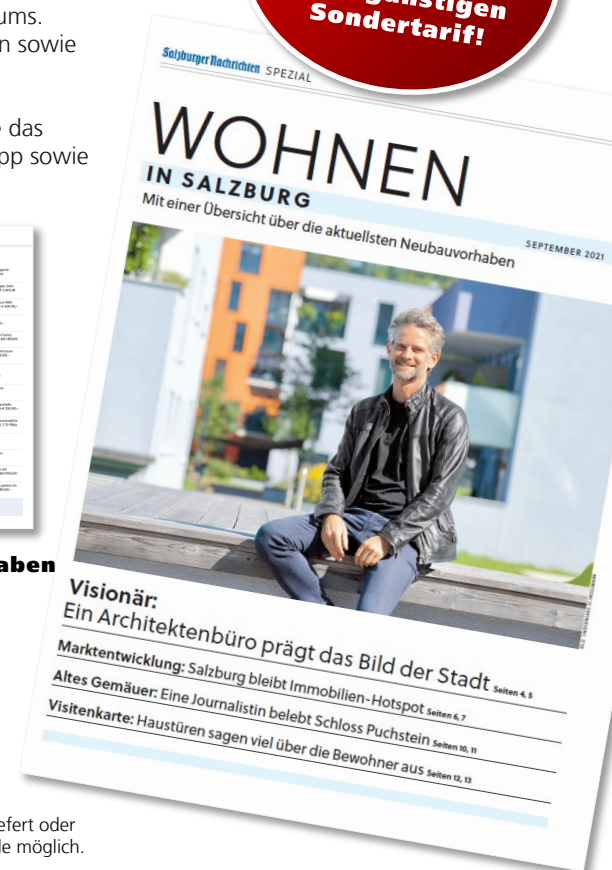 ums.
n sowie
das
pp sowie
günstigen
Sondertarif!
Salzburger Nachrichten SPEZIAL
WOHNEN
IN SALZBURG
Mit einer Übersicht über die aktuellsten Neubauvorhaben
SEPTEMBER 2021
aben
Visionär:
Ein Architektenbüro prägt das Bild der Stadt Seiten 4, 5
Marktentwicklung: Salzburg bleibt Immobilien-Hotspot Seiten 6, 7
Altes Gemäuer: Eine Journalistin belebt Schloss Puchstein Seiten 10, 11
Visitenkarte: Haustüren sagen viel über die Bewohner aus Seiten 12, 13
efert oder
de möglich.